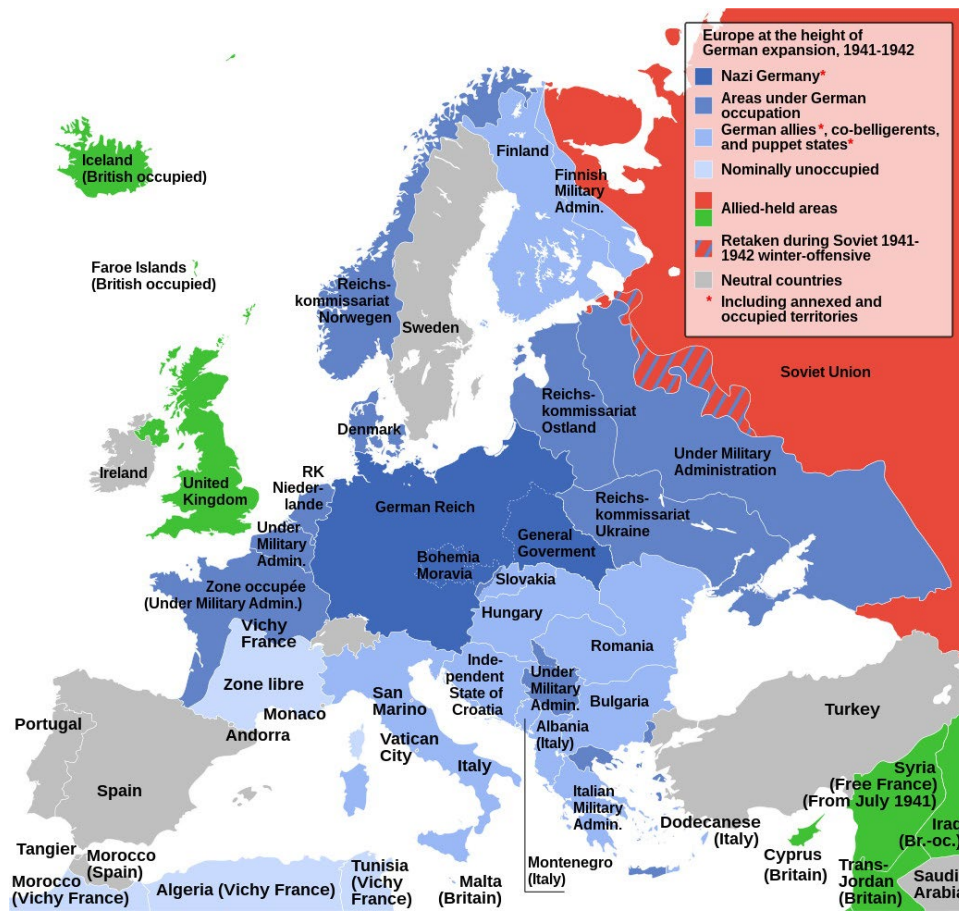 Europe at the height of
German expansion, 1941-1942
Nazi Germany*
Areas under German
occupation
German allies*, co-belligerents,
and puppet states*
Nominally unoccupied
Allied-held areas
Retaken during Soviet 1941-
1942 winter-offensive
Neutral countries
* Including annexed and
occupied territories
Iceland
(British occupied)
Finland
Finnish
Military
Admin.
Faroe Islands
(British occupied)
Reichs-
kommissariat
Norwegen
Sweden
Soviet Union
Reichs-
kommissariat
Ostland
Denmark
Under Military
Administration
Ireland
United
Kingdom
RK
Nieder-
lande
German Reich
Reichs-
kommissariat
Ukraine
Under
Military
Admin.
General
Goverment
Bohemia
Moravia
Slovakia
Zone occupée
(Under Military Admin.)
Hungary
Vichy
France
Romania
Zone libre
Inde-
pendent
State of
Croatia
Under
Military
Admin.
San
Marino
Bulgaria
Monaco
Portugal
Andorra
Albania
(Italy)
Turkey
Vatican
City
Italy
Syria
(Free France)
(From July 1941)
Spain
Italian
Military
Admin.
Dodecanese
(Italy)
Iraq
(Br.-oc.)
Tangier
Morocco
(Spain)
Cyprus
(Britain)
Montenegro
(Italy)
Morocco
(Vichy France)
Algeria (Vichy France)
Tunisia
(Vichy
France)
Malta
(Britain)
Trans-
Jordan
(Britain)
Saudi
Arabia